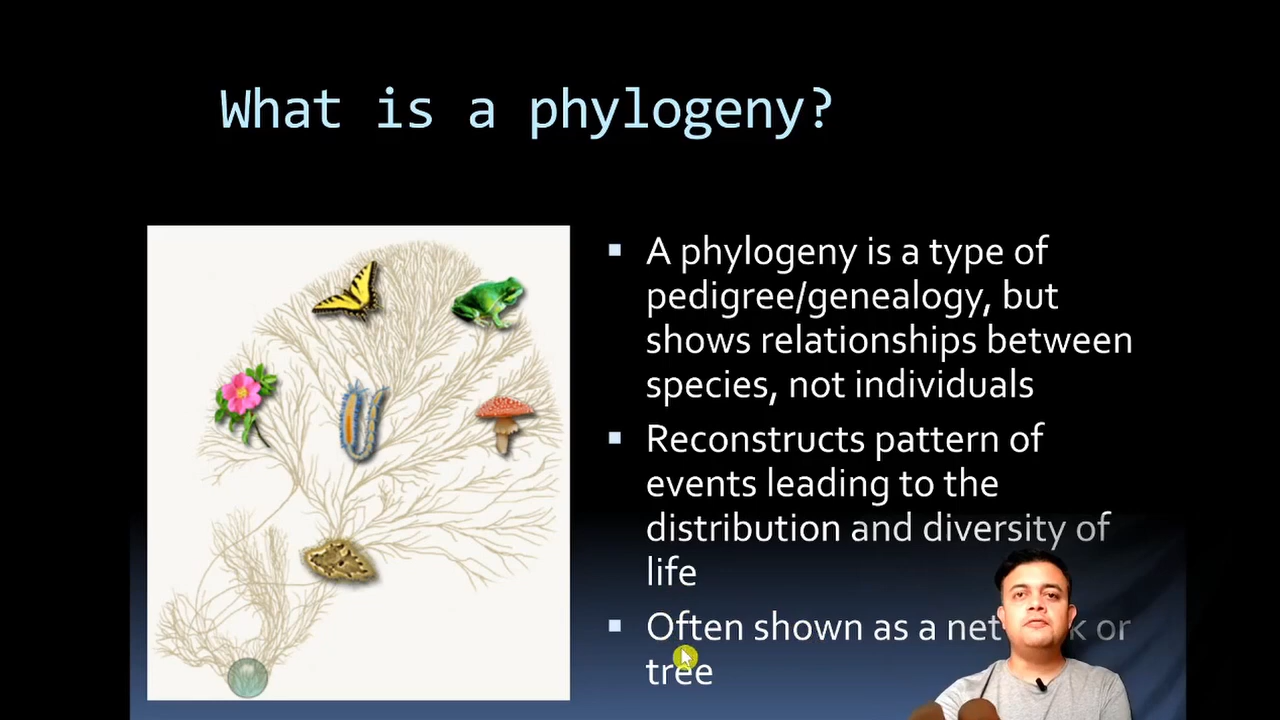 What is a phylogeny?
A phylogeny is a type of
pedigree/genealogy, but
shows relationships between
species, not individuals
Reconstructs pattern of
events leading to the
distribution and diversity of
life
Often shown as a or
tree